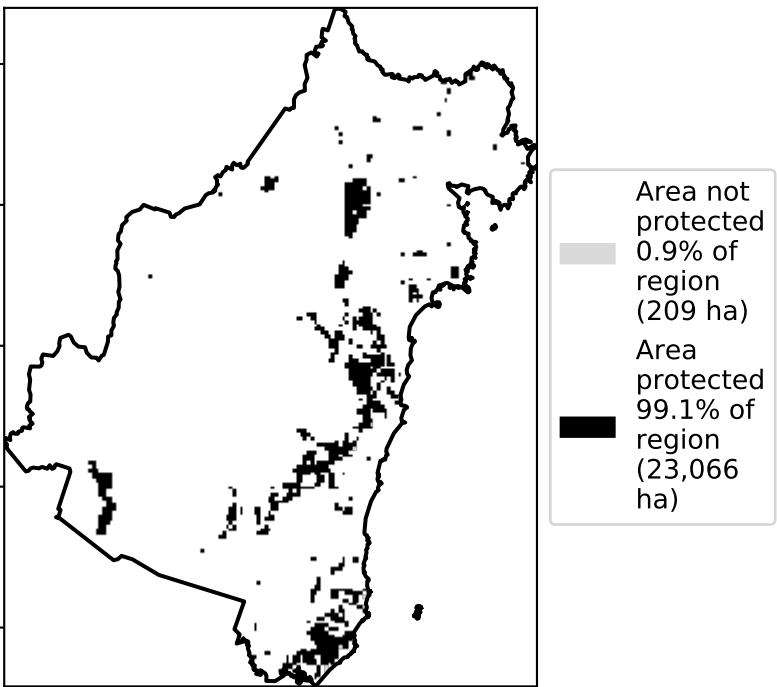 Area not
protected
0.9% of
region
(209 ha)
Area
protected
99.1% of
region
(23,066
ha)